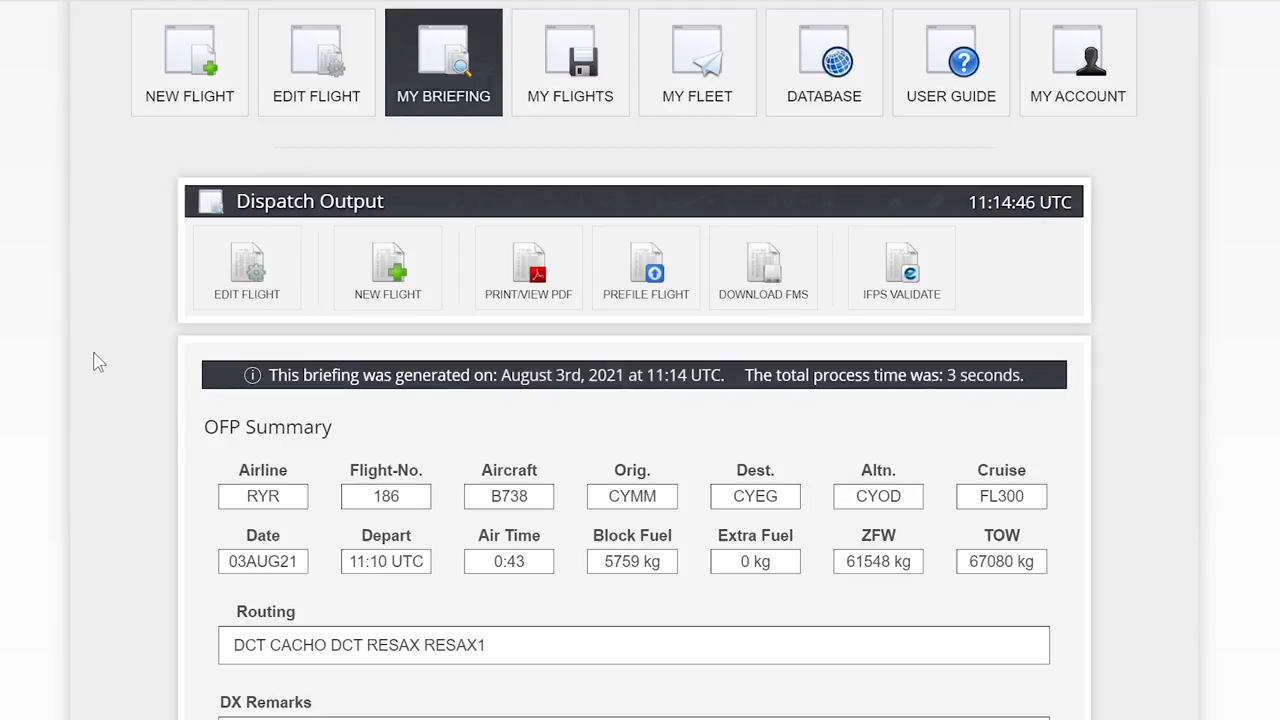 NEW FLIGHT EDIT FLIGHT MY BRIEFING MY FLIGHTS MY FLEET DATABASE USER GUIDE MY ACCOUNT
Dispatch Output 11:14:46 UTC
EDIT FLIGHT NEW FLIGHT PRINT/VIEW PDF PREFILE FLIGHT DOWNLOAD FMS IFPS VALIDATE
This briefing was generated on: August 3rd, 2021 at 11:14 UTC. The total process time was: 3 seconds.
OFP Summary
Airline Flight-No. Aircraft Orig. Dest. Altn. Cruise
RYR 186 B738 CYMM CYEG CYOD FL300
Date Depart Air Time Block Fuel Extra Fuel ZFW TOW
03AUG21 11:10 UTC 0:43 5759 kg 0 kg 61548 kg 67080 kg
Routing
DCT CACHO DCT RESAX RESAX1
DX Remarks